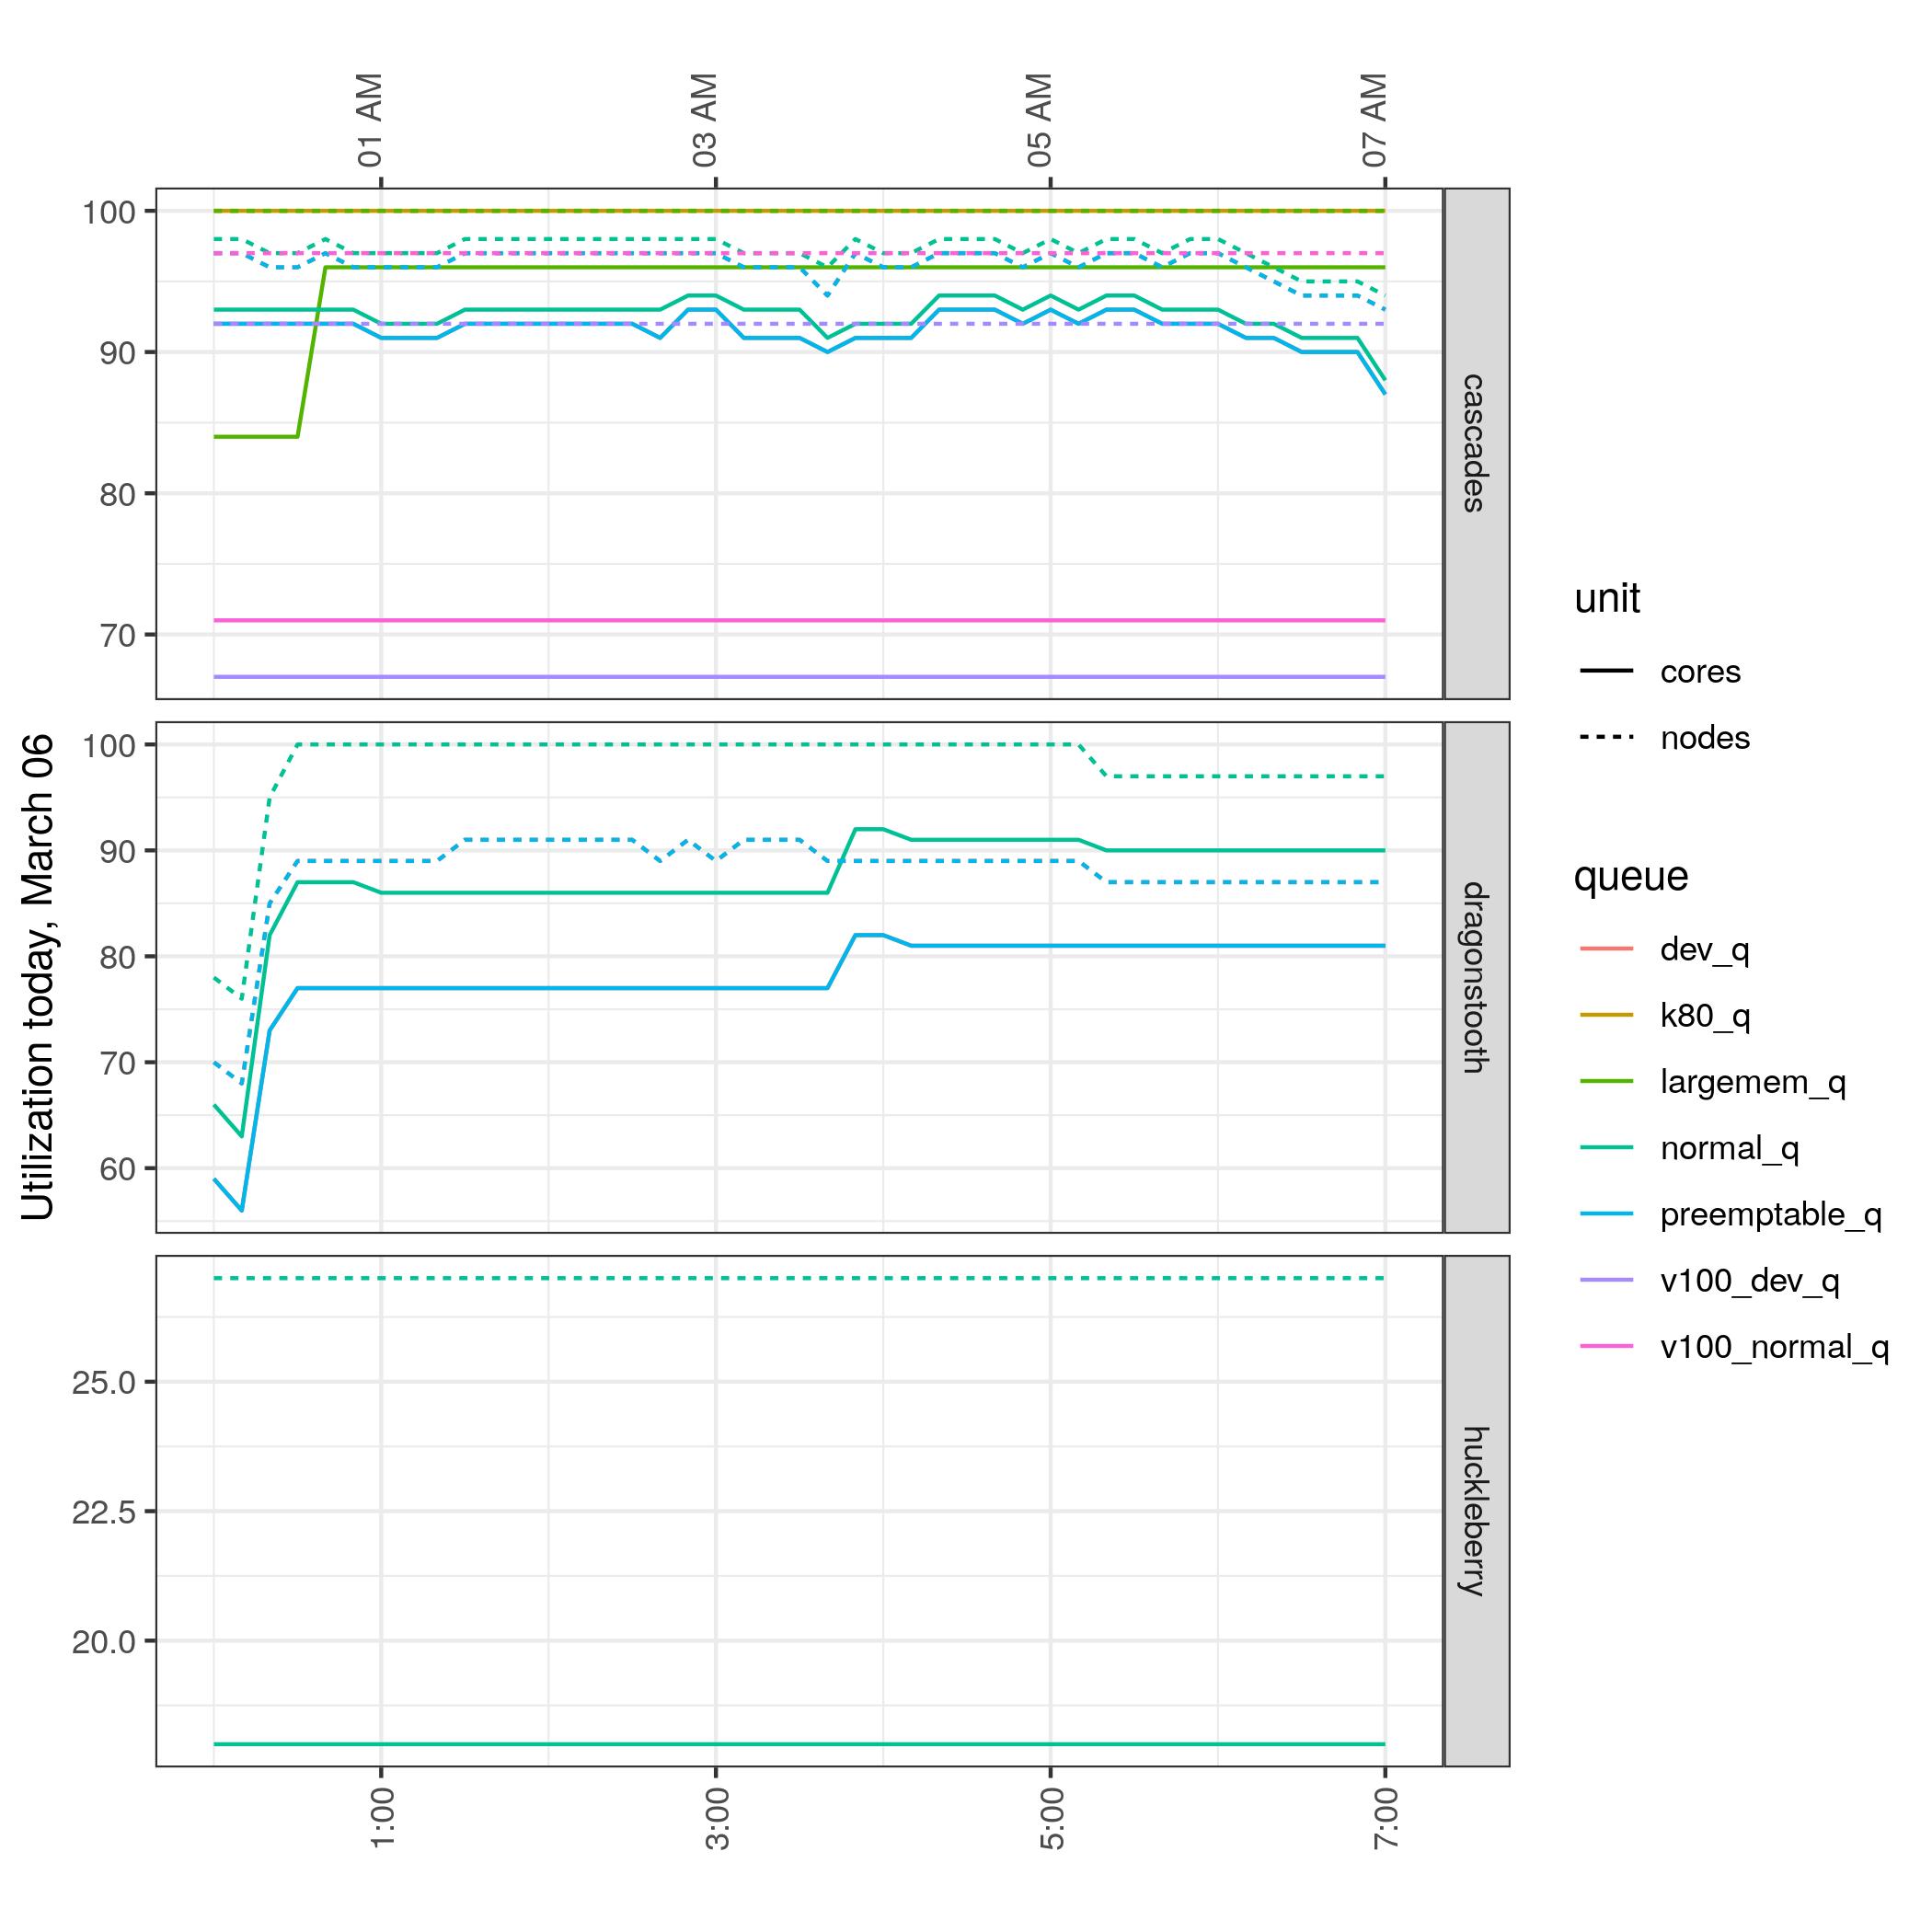 01 AM
03 AM
05 AM
07 AM
100
90
80
70
cascades
Utilization today, March 06
100
90
80
70
60
dragonstooth
25.0
22.5
20.0
huckleberry
1:00
3:00
5:00
7:00
unit
cores
nodes
queue
dev_q
k80_q
largemem_q
normal_q
preemptable_q
v100_dev_q
v100_normal_q